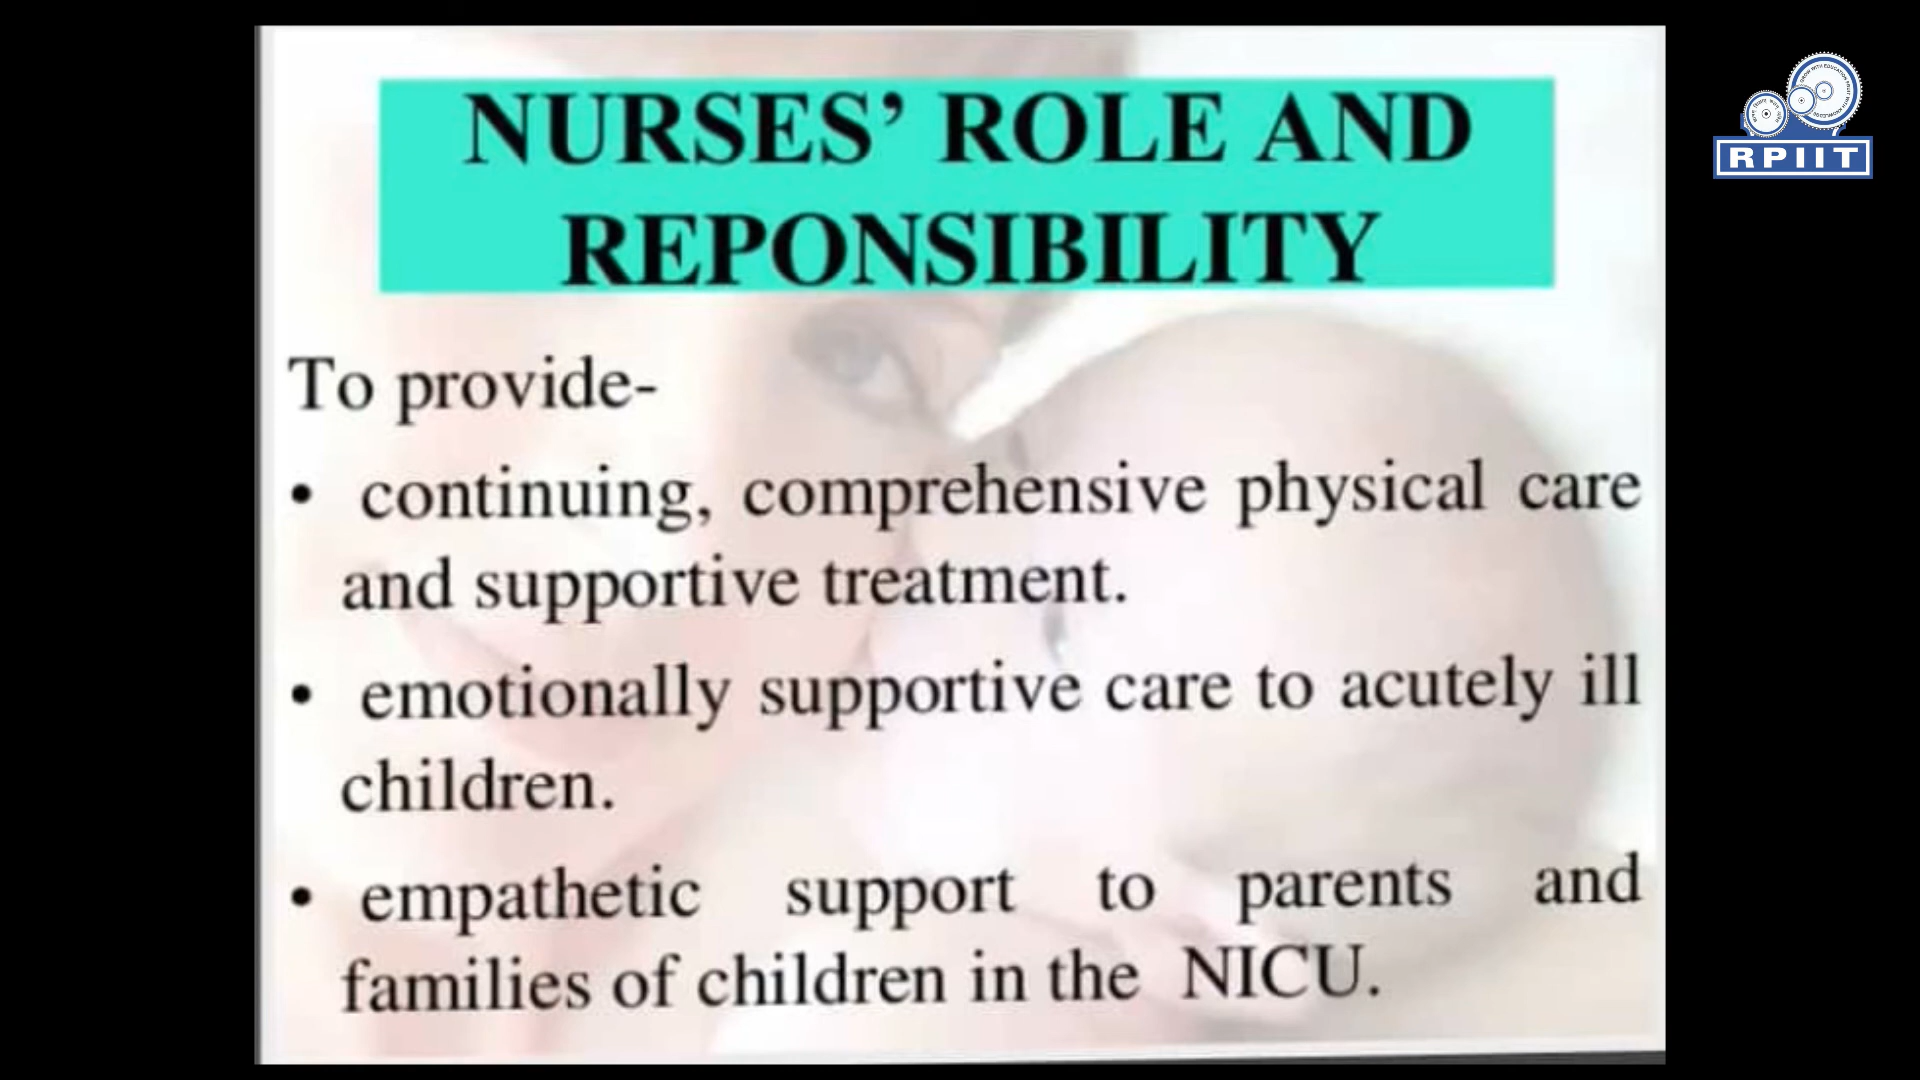 NURSES’ ROLE AND
REPONSIBILITY
To provide-
• continuing, comprehensive physical care
and supportive treatment.
• emotionally supportive care to acutely ill
children.
• empathetic support to parents and
families of children in the NICU.
RPIIT